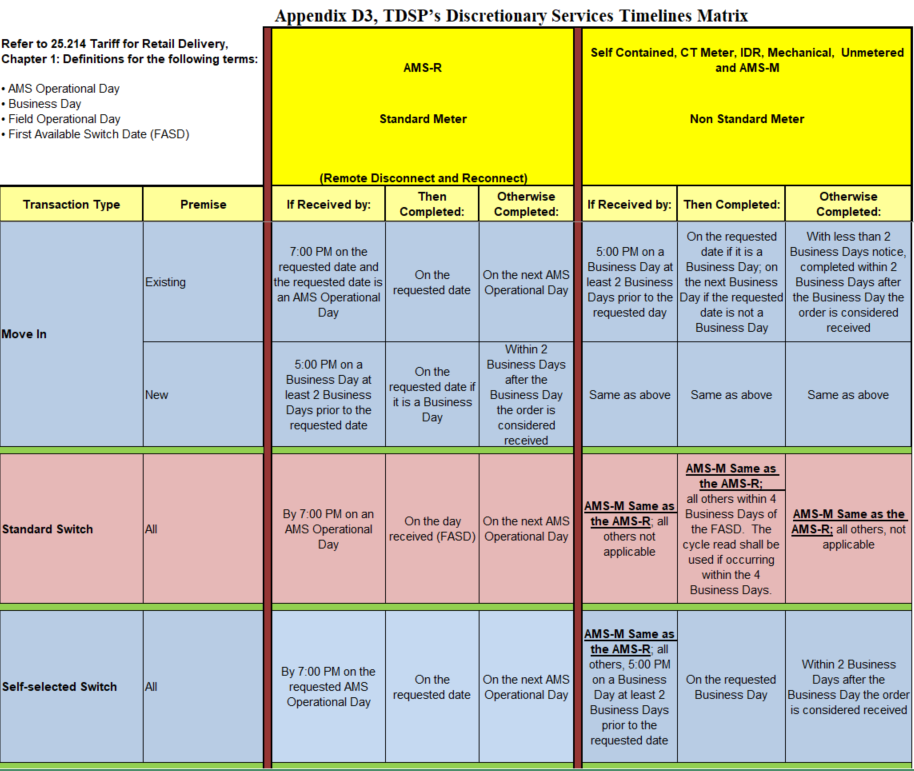 Appendix D3, TDSP's Discretionary Services Timelines Matrix
Refer to 25.214 Tariff for Retail Delivery,
Chapter 1: Definitions for the following terms:
• AMS Operational Day
• Business Day
• Field Operational Day
• First Available Switch Date (FASD)
AMS-R
Standard Meter
(Remote Disconnect and Reconnect)
Self Contained, CT Meter, IDR, Mechanical, Unmetered
and AMS-M
Non Standard Meter
Transaction Type
Premise
If Received by:
Then
Completed:
Otherwise
Completed:
If Received by:
Then Completed:
Otherwise
Completed:
Move In
Existing
7:00 PM on the
requested date and
the requested date is
an AMS Operational
Day
On the
requested date
On the next AMS
Operational Day
5:00 PM on a
Business Day at
least 2 Business
Days prior to the
requested day
On the requested
date if it is a
Business Day; on
the next Business
Day if the requested
date is not a
Business Day
With less than 2
Business Days notice,
completed within 2
Business Days after
the Business Day the
order is considered
received
New
5:00 PM on a
Business Day at
least 2 Business
Days prior to the
requested date
On the
requested date if
it is a Business
Day
Within 2
Business Days
after the
Business Day
the order is
considered
received
Same as above
Same as above
Same as above
Standard Switch
All
By 7:00 PM on an
AMS Operational
Day
On the day
received (FASD)
On the next AMS
Operational Day
AMS-M Same as
the AMS-R; all
others not
applicable
AMS-M Same as
the AMS-R;
all others within 4
Business Days of
the FASD. The
cycle read shall be
used if occurring
within the 4
Business Days.
AMS-M Same as the
AMS-R; all others, not
applicable
Self-selected Switch
All
By 7:00 PM on the
requested AMS
Operational Day
On the
requested date
On the next AMS
Operational Day
AMS-M Same as
the AMS-R; all
others, 5:00 PM
on a Business
Day at least 2
Business Days
prior to the
requested date
On the requested
Business Day
Within 2 Business
Days after the
Business Day the order
is considered received